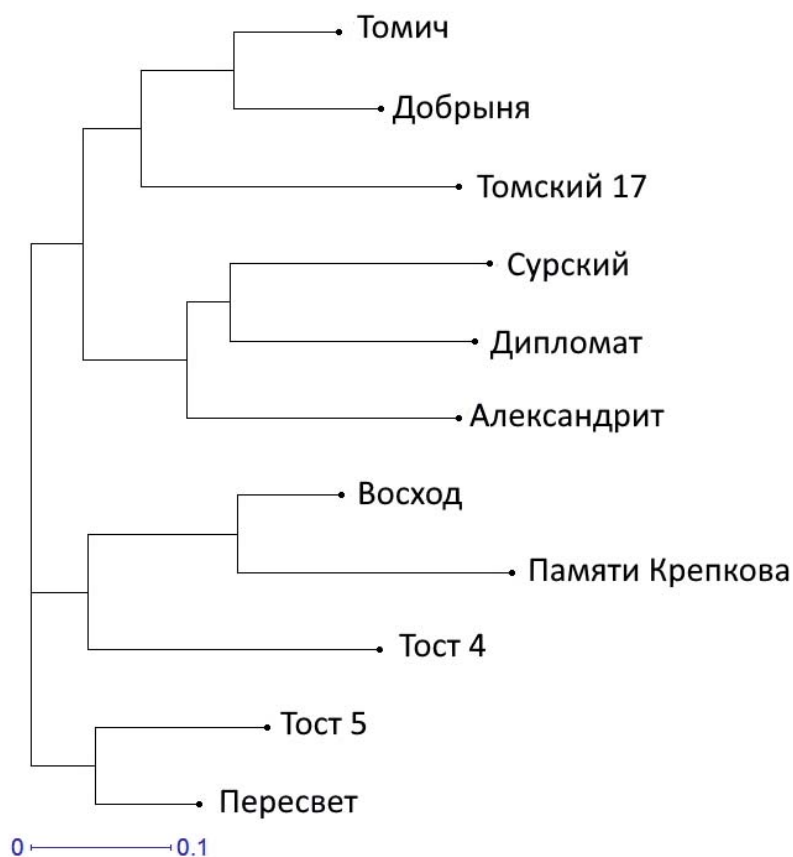 Томич
Добрыня
Томский 17
Сурский
Дипломат
Александрит
Восход
Памяти Крепкова
Тост 4
Тост 5
Пересвет
0 0.1